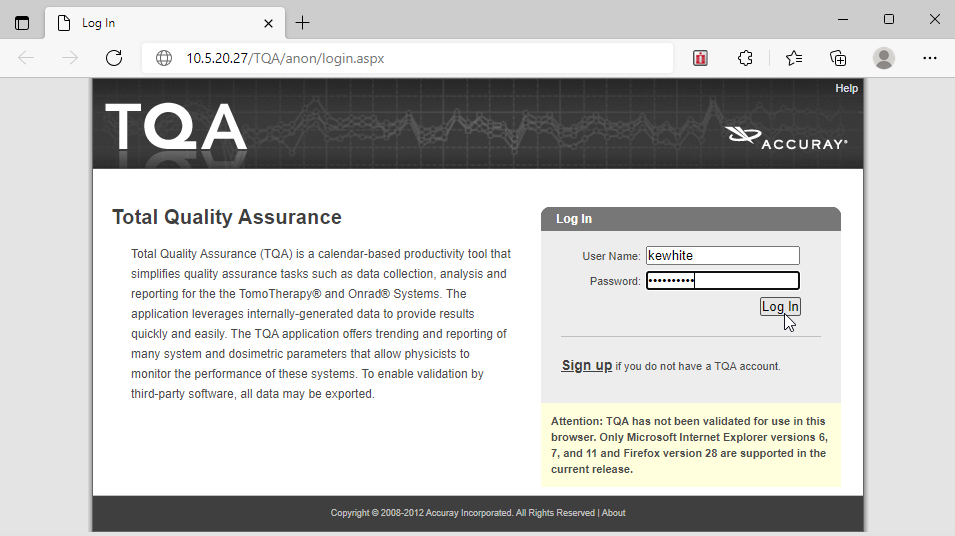 Log In
10.5.20.27/TQA/anon/login.aspx
Help
TQA
ACCURAY®
Total Quality Assurance
Total Quality Assurance (TQA) is a calendar-based productivity tool that
simplifies quality assurance tasks such as data collection, analysis and
reporting for the the TomoTherapy® and Onrad® Systems. The
application leverages internally-generated data to provide results
quickly and easily. The TQA application offers trending and reporting of
many system and dosimetric parameters that allow physicists to
monitor the performance of these systems. To enable validation by
third-party software, all data may be exported.
Log In
User Name: kewhite
Password: ••••••••••
Log In
Sign up if you do not have a TQA account.
Attention: TQA has not been validated for use in this
browser. Only Microsoft Internet Explorer versions 6,
7, and 11 and Firefox version 28 are supported in the
current release.
Copyright © 2008-2012 Accuray Incorporated. All Rights Reserved | About